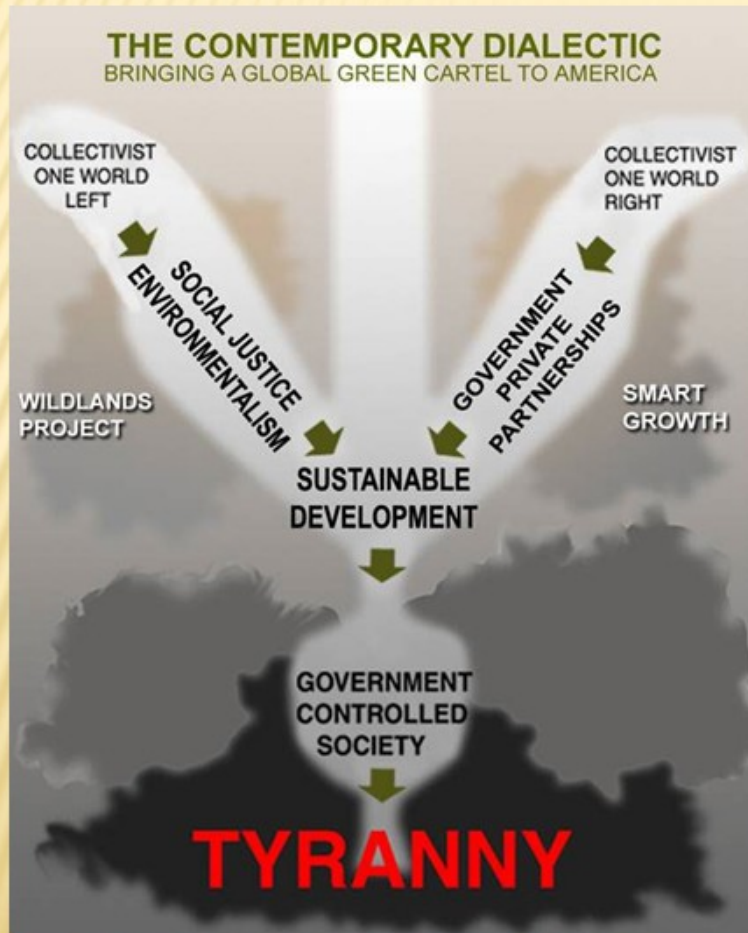 THE CONTEMPORARY DIALECTIC
BRINGING A GLOBAL GREEN CARTEL TO AMERICA
COLLECTIVIST
ONE WORLD
LEFT
COLLECTIVIST
ONE WORLD
RIGHT
SOCIAL JUSTICE
ENVIRONMENTALISM
GOVERNMENT
PRIVATE
PARTNERSHIPS
WILDLANDS
PROJECT
SMART
GROWTH
SUSTAINABLE
DEVELOPMENT
GOVERNMENT
CONTROLLED
SOCIETY
TYRANNY